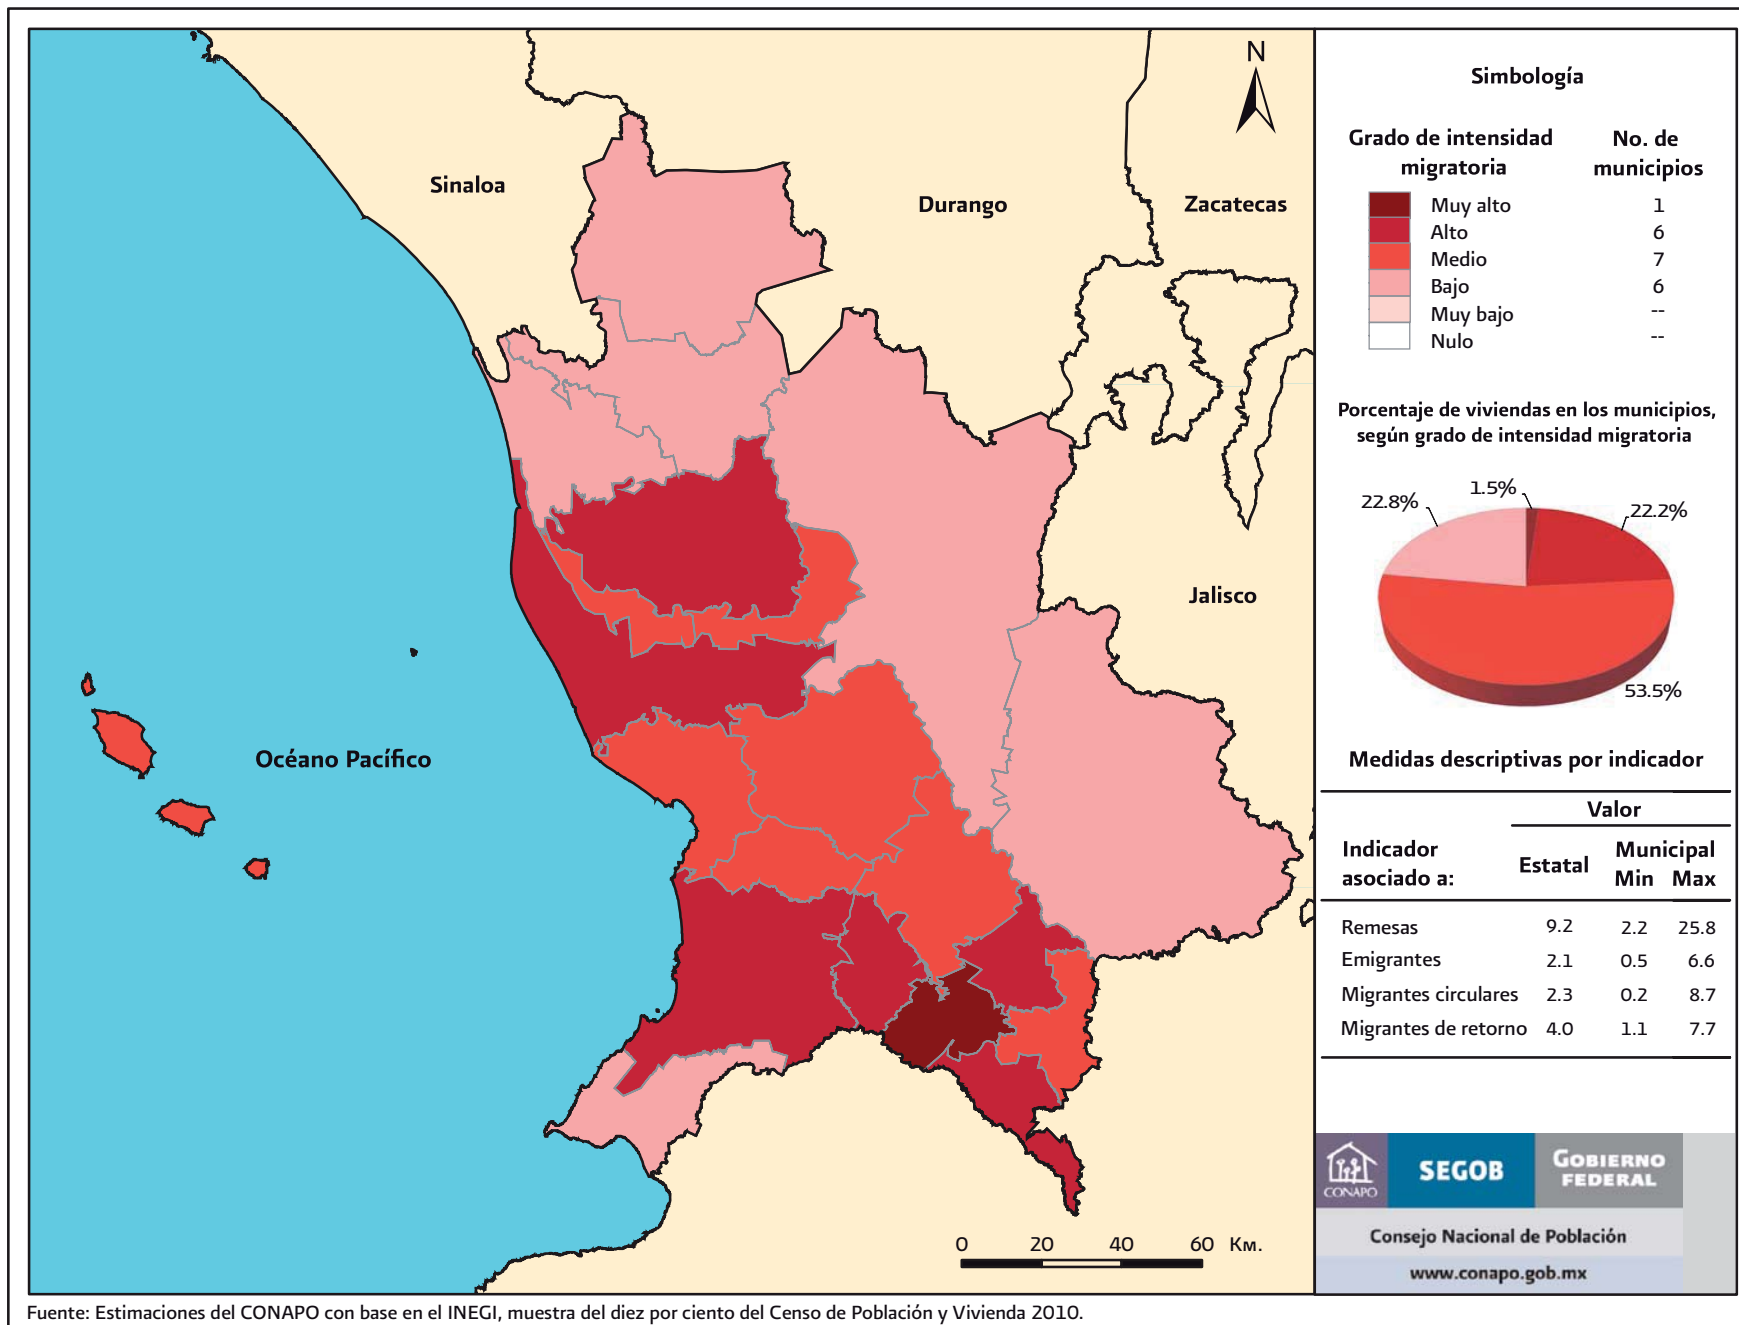 N
Sinaloa
Durango
Zacatecas
Jalisco
Océano Pacífico
0 20 40 60 Km.
Simbología
Grado de intensidad migratoria
No. de municipios
Muy alto 1
Alto 6
Medio 7
Bajo 6
Muy bajo --
Nulo --
Porcentaje de viviendas en los municipios,
según grado de intensidad migratoria
22.8%
1.5%
22.2%
53.5%
Medidas descriptivas por indicador
Valor
Indicador asociado a:
Estatal
Municipal
Min Max
Remesas 9.2 2.2 25.8
Emigrantes 2.1 0.5 6.6
Migrantes circulares 2.3 0.2 8.7
Migrantes de retorno 4.0 1.1 7.7
CONAPO
SEGOB
GOBIERNO
FEDERAL
Consejo Nacional de Población
www.conapo.gob.mx
Fuente: Estimaciones del CONAPO con base en el INEGI, muestra del diez por ciento del Censo de Población y Vivienda 2010.